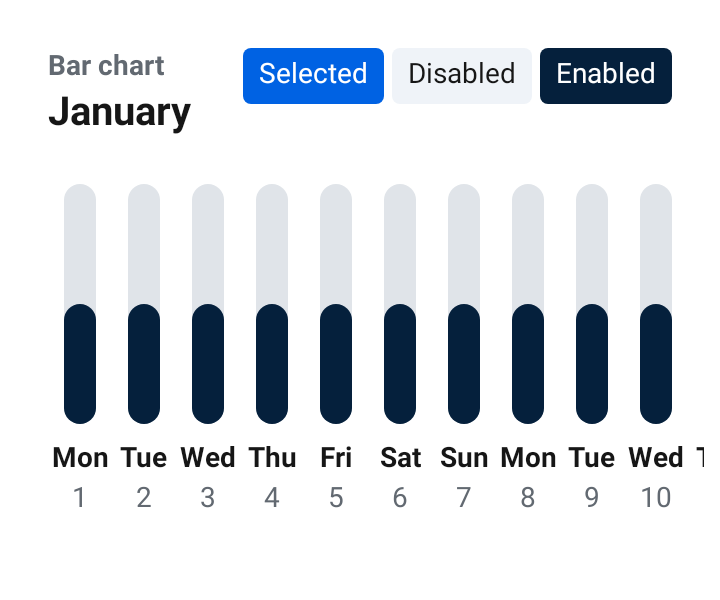 Bar chart
January
Selected Disabled Enabled
Mon Tue Wed Thu Fri Sat Sun Mon Tue Wed
1 2 3 4 5 6 7 8 9 10